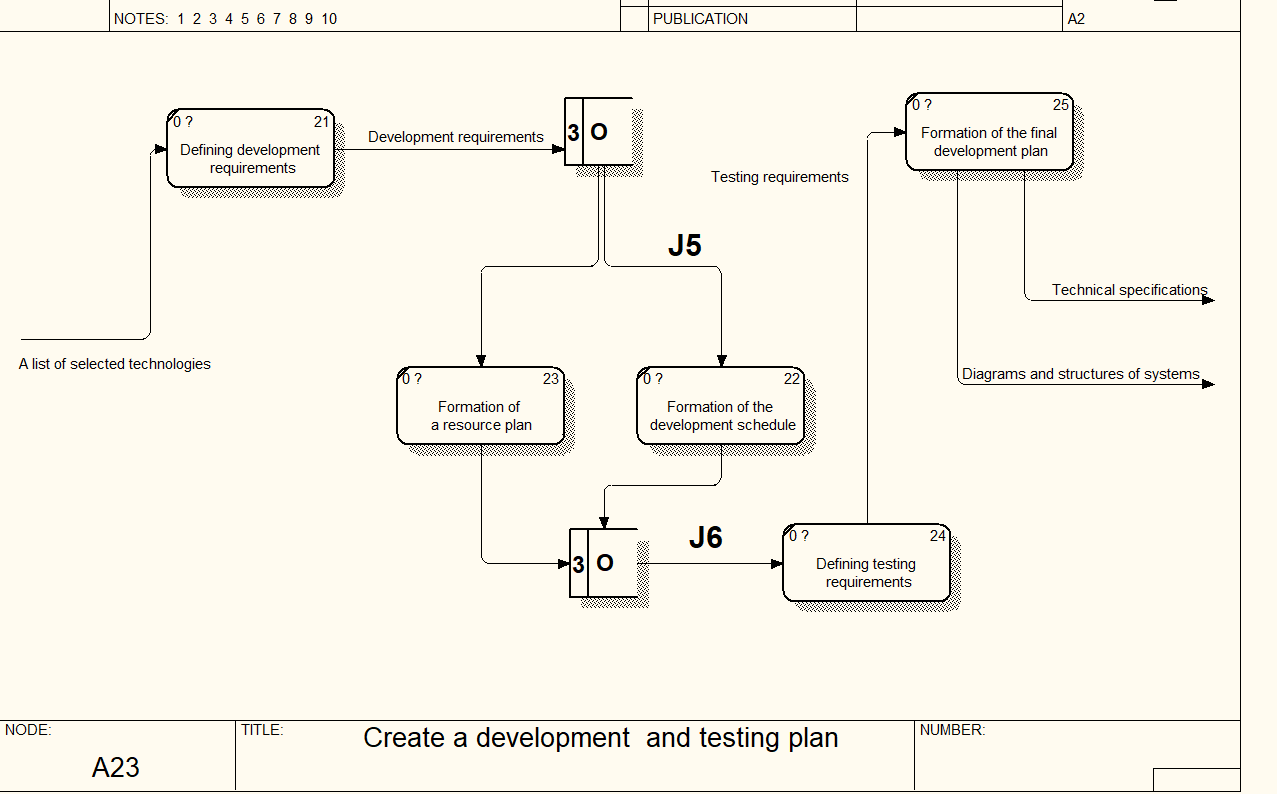 NOTES: 1 2 3 4 5 6 7 8 9 10
PUBLICATION
A2
0 ?
21
Defining development
requirements
Development requirements
3
O
0 ?
25
Formation of the final
development plan
Testing requirements
J5
Technical specifications
A list of selected technologies
Diagrams and structures of systems
0 ?
23
Formation of
a resource plan
0 ?
22
Formation of the
development schedule
3
O
J6
0 ?
24
Defining testing
requirements
NODE:
A23
TITLE:
Create a development and testing plan
NUMBER: